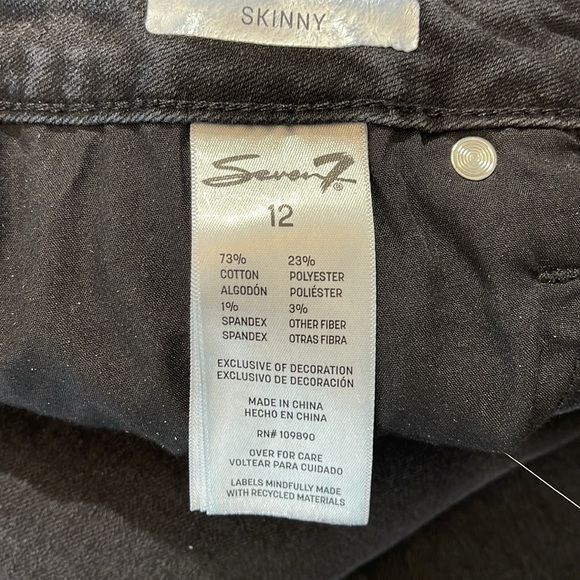 SKINNY
Seven7®
12
73% 23%
COTTON POLYESTER
ALGODÓN POLIÉSTER
1% 3%
SPANDEX OTHER FIBER
SPANDEX OTRAS FIBRA
EXCLUSIVE OF DECORATION
EXCLUSIVO DE DECORACIÓN
MADE IN CHINA
HECHO EN CHINA
RN# 109890
OVER FOR CARE
VOLTEAR PARA CUIDADO
LABELS MINDFULLY MADE
WITH RECYCLED MATERIALS